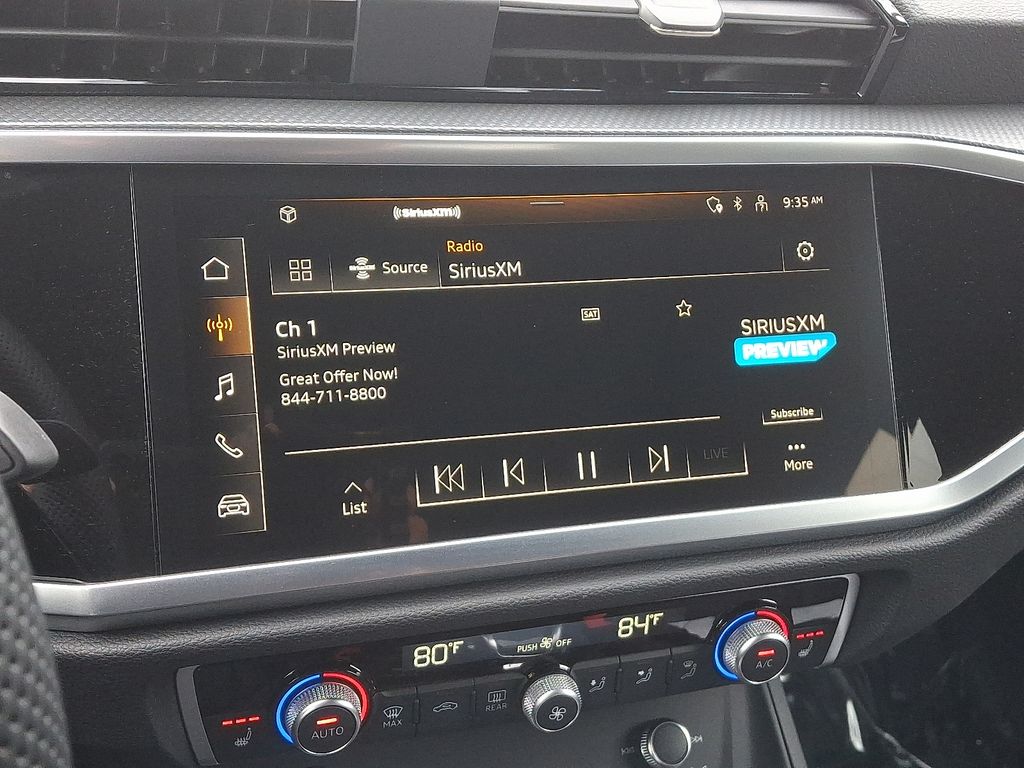 SiriusXM
9:35 AM
Radio
SiriusXM
Source
SiriusXM
Ch 1
SiriusXM Preview
Great Offer Now!
844-711-8800
SAT
SIRIUSXM
PREVIEW
Subscribe
LIVE
List
More
80°F
PUSH OFF
84°F
AUTO
MAX
REAR
A/C